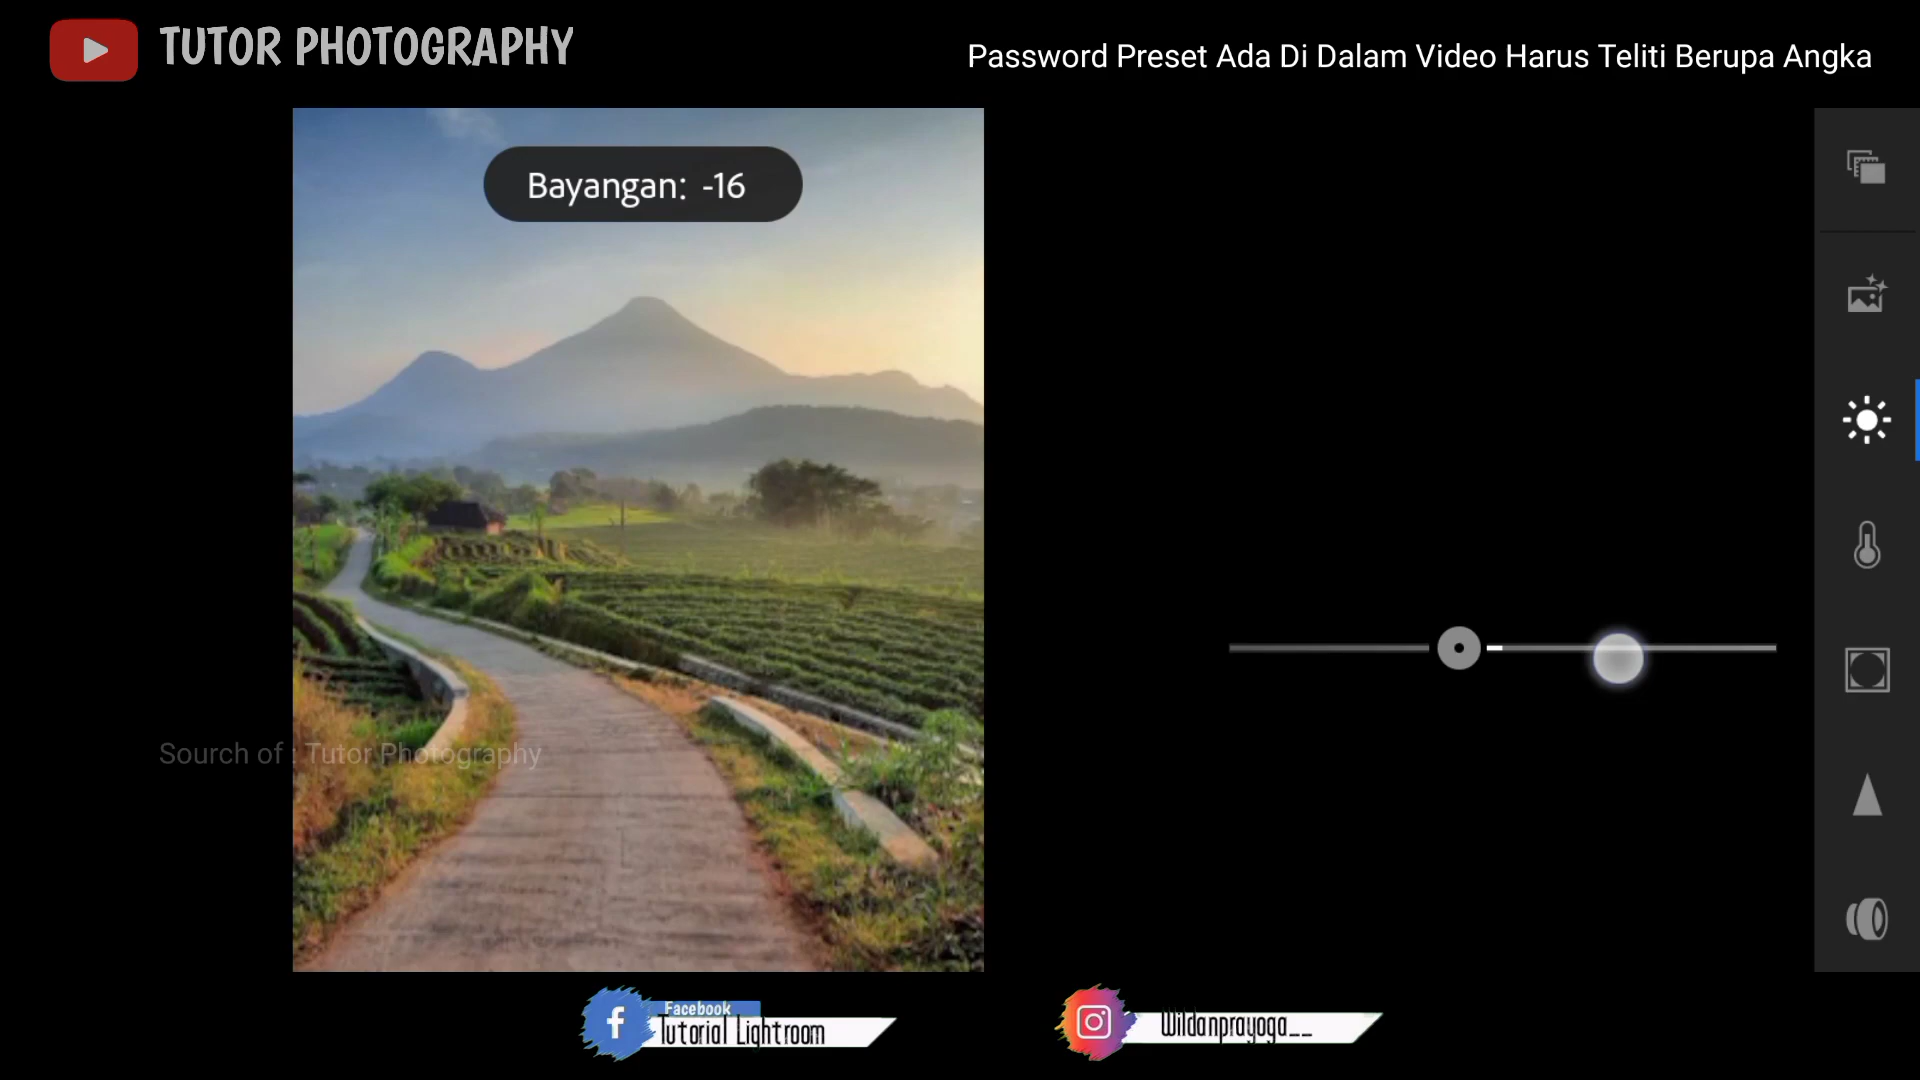 TUTOR PHOTOGRAPHY
Password Preset Ada Di Dalam Video Harus Teliti Berupa Angka
Bayangan: -16
Sourch of : Tutor Photography
Facebook
Tutorial Lightroom
Wildanprayoga__